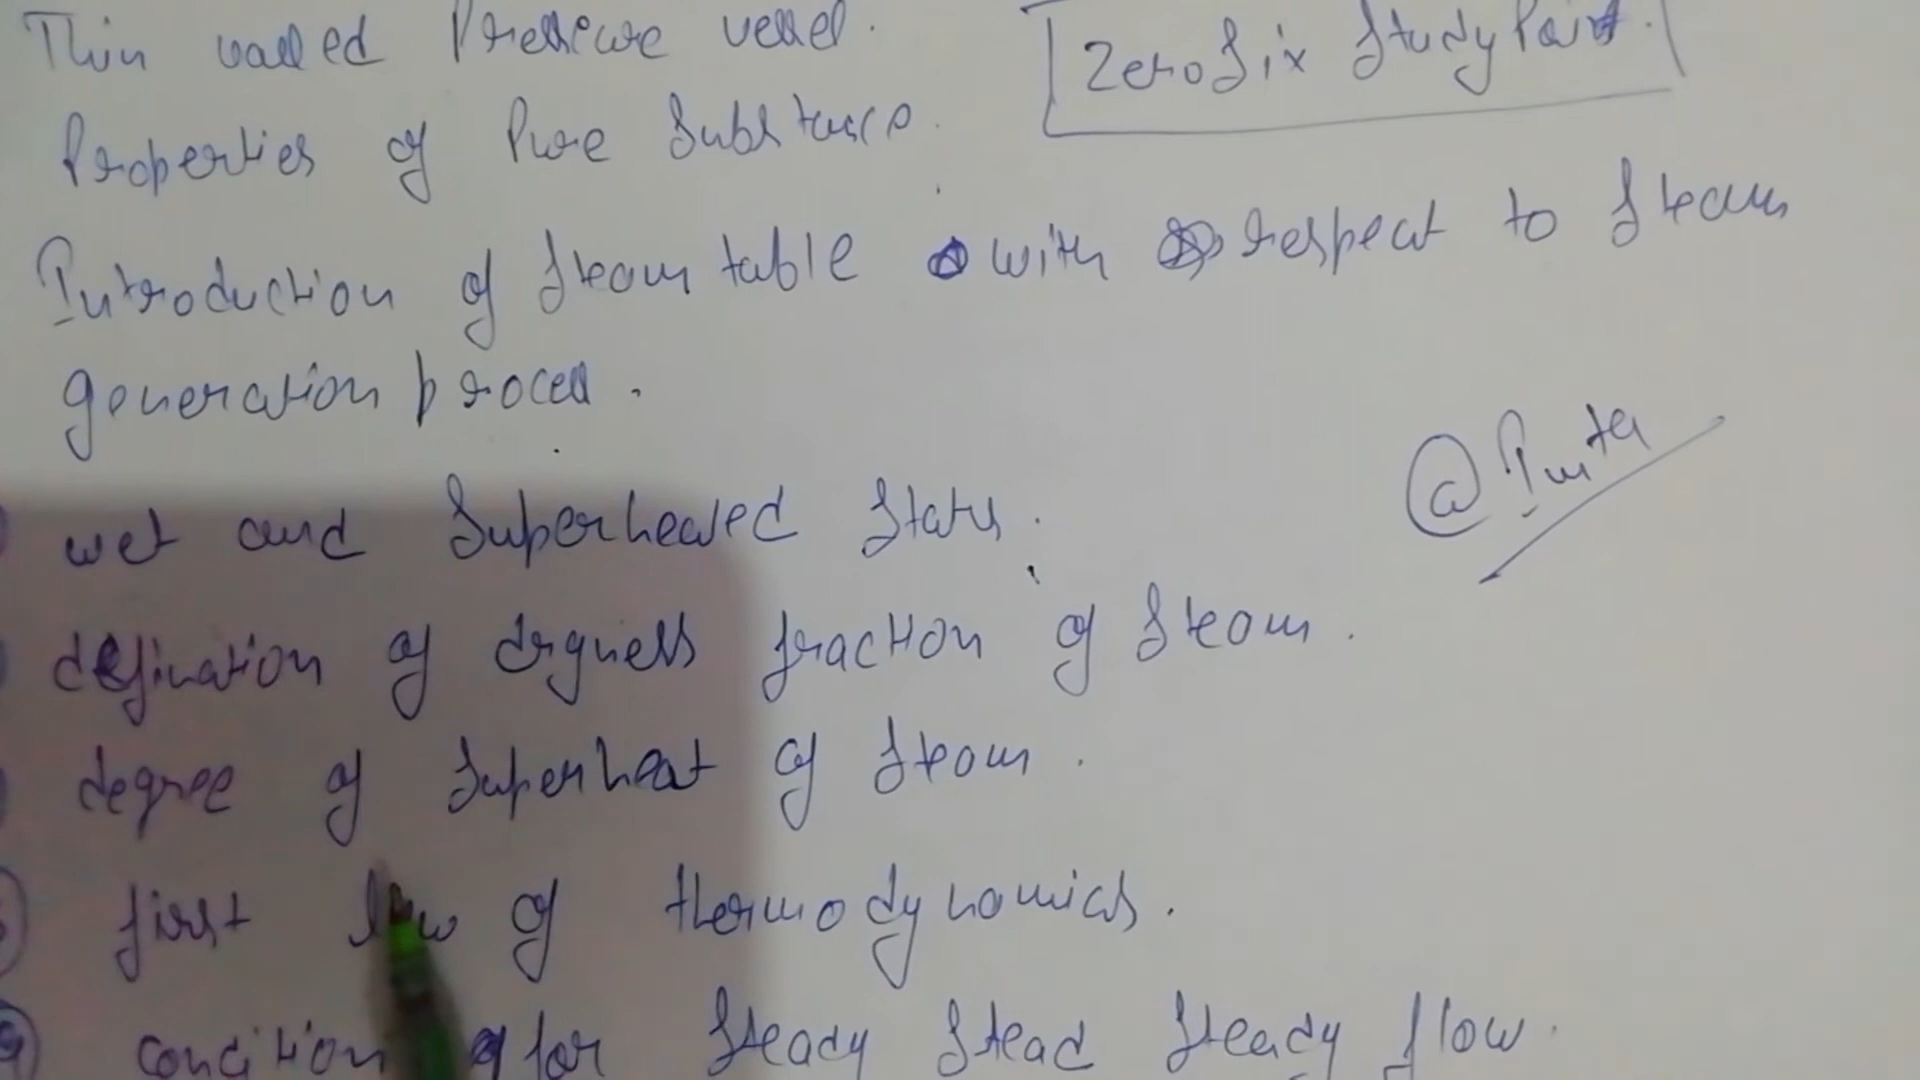 Thin walled Pressure vessel.
Zero Six Study Point.
Properties of Pure Substance.
Introduction of Steam table with respect to Steam
generation process.
@Inter
wet and Superheated States.
defination of dryness fraction of Steam.
degree of Superheat of Steam.
first law of thermodynamics.
condition for Steady Stead Steady flow.